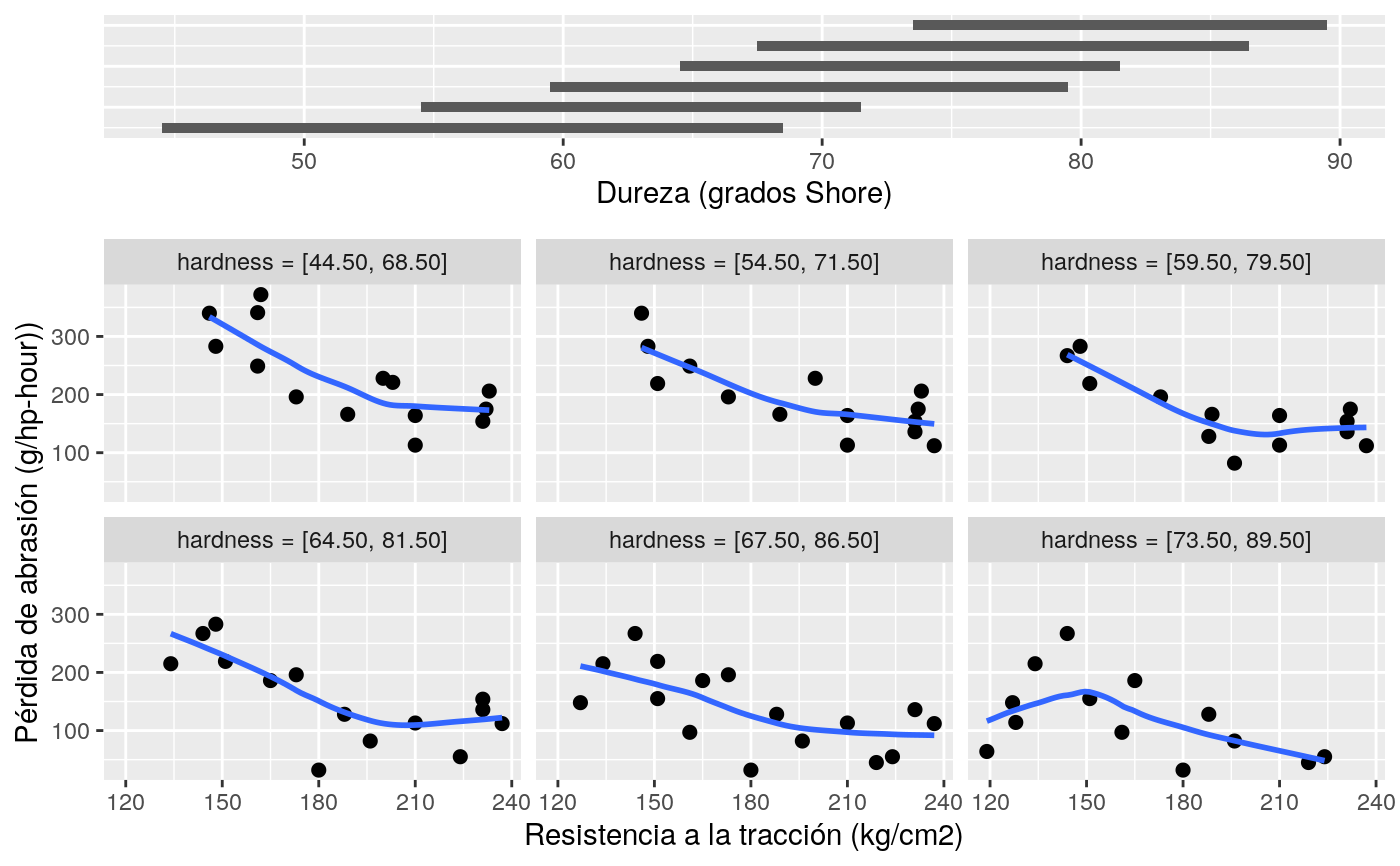 50 60 70 80 90
Dureza (grados Shore)
hardness = [44.50, 68.50] hardness = [54.50, 71.50] hardness = [59.50, 79.50]
300
200
100
hardness = [64.50, 81.50] hardness = [67.50, 86.50] hardness = [73.50, 89.50]
300
200
100
120 150 180 210 240 120 150 180 210 240 120 150 180 210 240
Resistencia a la tracción (kg/cm2)
Pérdida de abrasión (g/hp-hour))